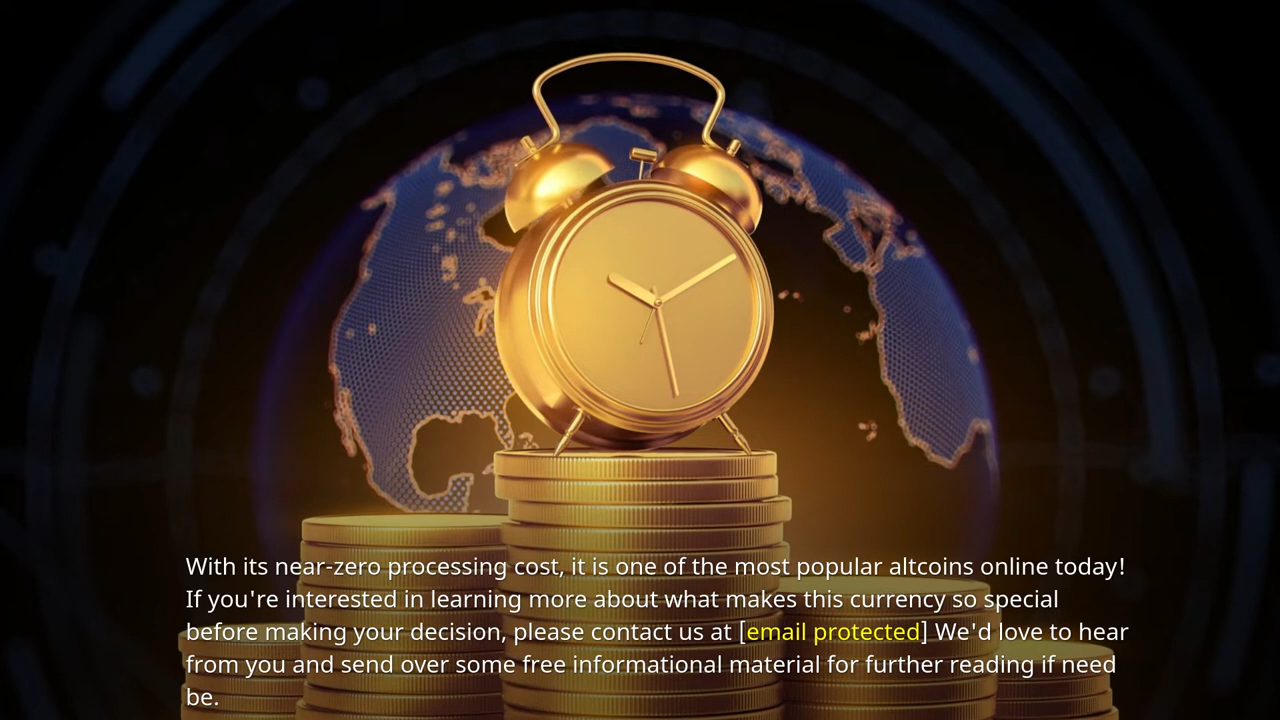 With its near-zero processing cost, it is one of the most popular altcoins online today!
If you're interested in learning more about what makes this currency so special
before making your decision, please contact us at [email protected] We'd love to hear
from you and send over some free informational material for further reading if need
be.